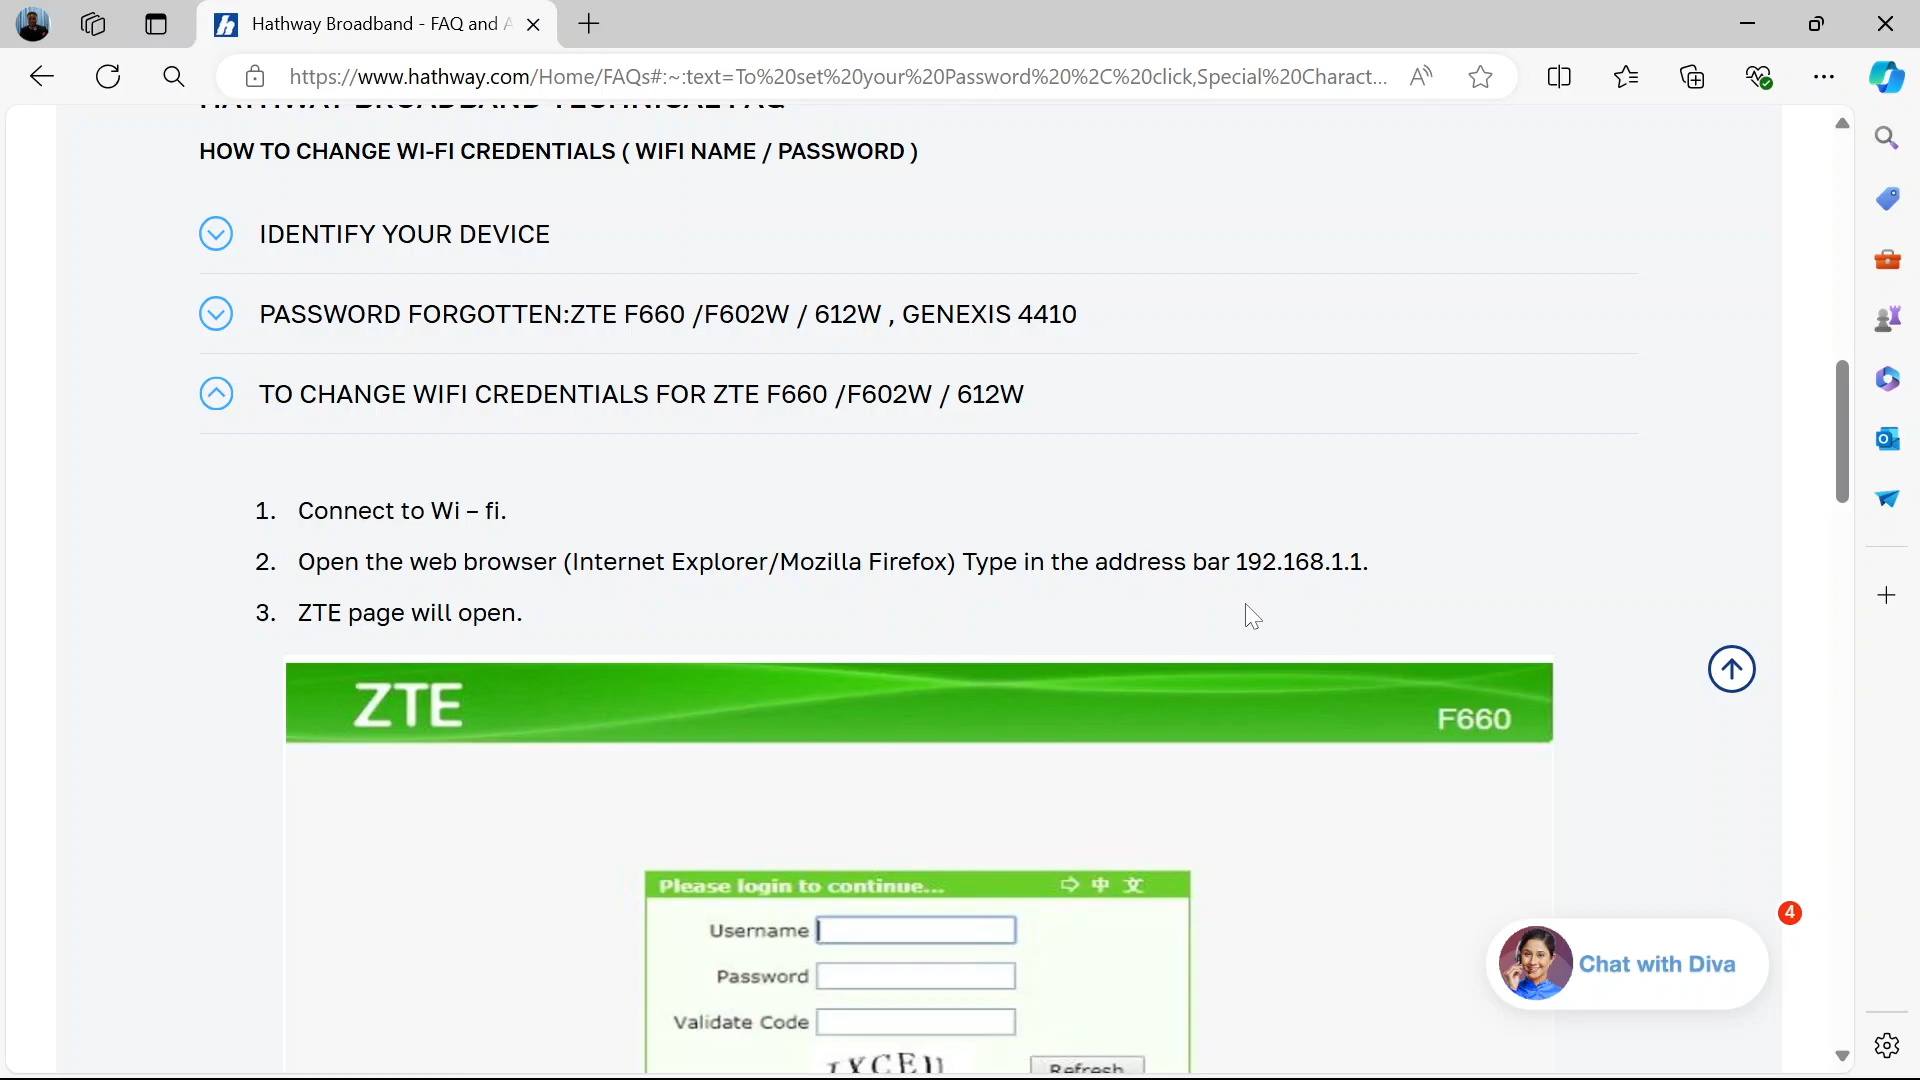 Hathway Broadband - FAQ and A
https://www.hathway.com/Home/FAQs#:~:text=To%20set%20your%20Password%20%2C%20click,Special%20Charact...
HATHWAY BROADBAND TECHNICAL FAQ
HOW TO CHANGE WI-FI CREDENTIALS ( WIFI NAME / PASSWORD )
IDENTIFY YOUR DEVICE
PASSWORD FORGOTTEN:ZTE F660 /F602W / 612W , GENEXIS 4410
TO CHANGE WIFI CREDENTIALS FOR ZTE F660 /F602W / 612W
1. Connect to Wi – fi.
2. Open the web browser (Internet Explorer/Mozilla Firefox) Type in the address bar 192.168.1.1.
3. ZTE page will open.
ZTE
F660
Please login to continue... 中 文
Username
Password
Validate Code
Refresh
4
Chat with Diva